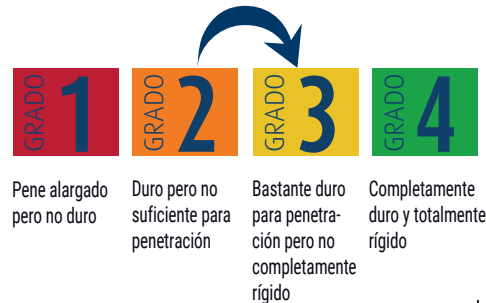 GRADO 1
GRADO 2
GRADO 3
GRADO 4
Pene alargado
pero no duro
Duro pero no
suficiente para
penetración
Bastante duro
para penetra-
ción pero no
completamente
rígido
Completamente
duro y totalmente
rígido